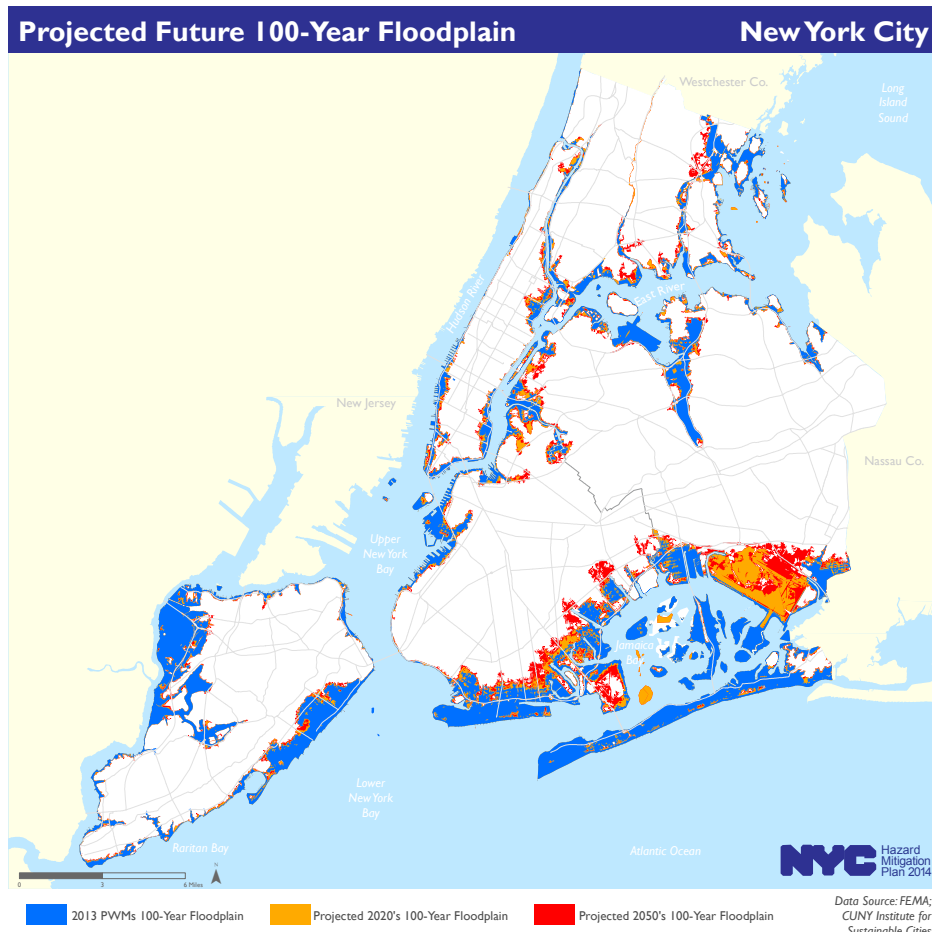 Projected Future 100-Year Floodplain
New York City
Westchester Co.
Long
Island
Sound
Hudson River
East River
New Jersey
Nassau Co.
Upper
New York
Bay
Jamaica
Bay
Lower
New York
Bay
Raritan Bay
Atlantic Ocean
N
0 3 6 Miles
NYC
Hazard
Mitigation
Plan 2014
2013 PWMs 100-Year Floodplain
Projected 2020's 100-Year Floodplain
Projected 2050's 100-Year Floodplain
Data Source: FEMA;
CUNY Institute for
Sustainable Cities